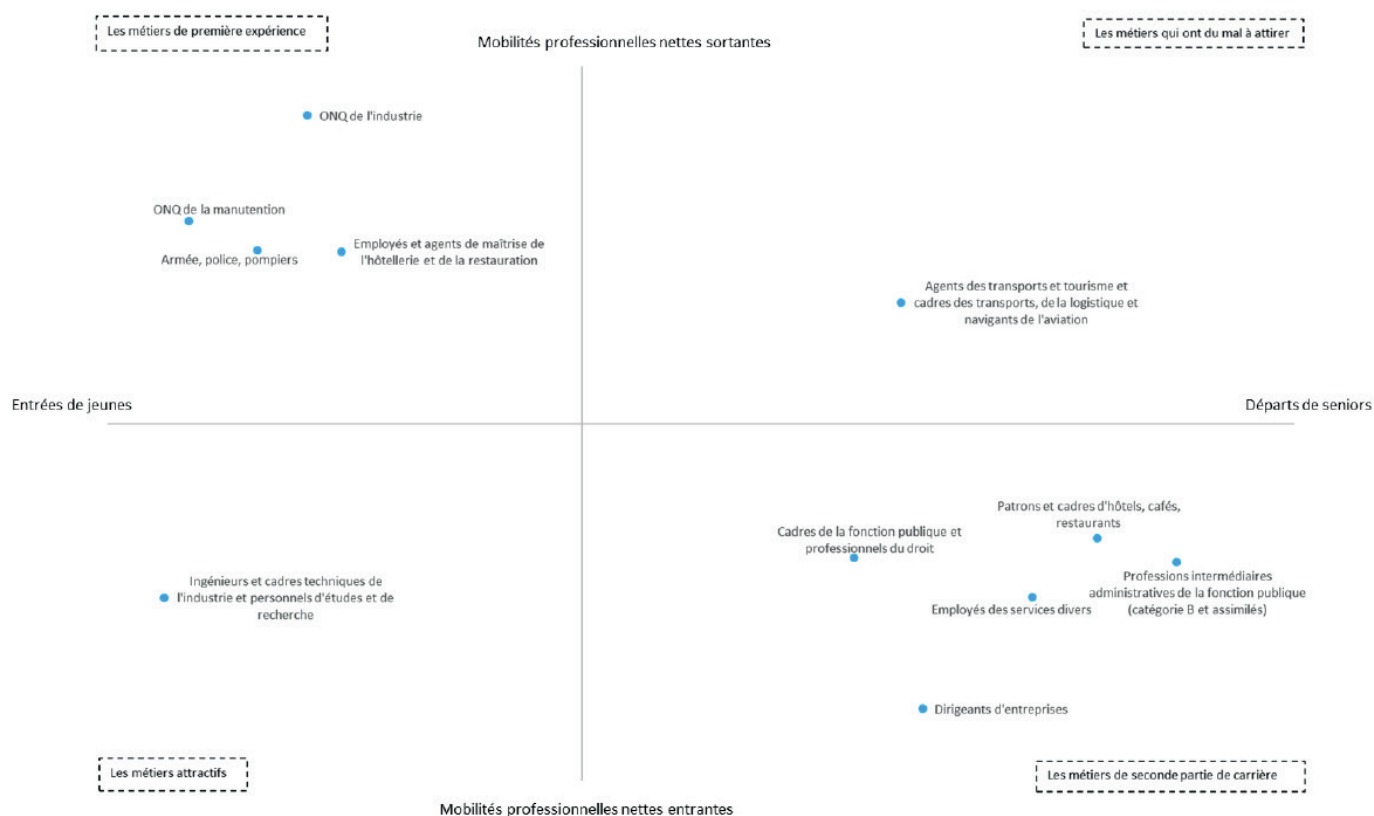 Les métiers de première expérience
Mobilités professionnelles nettes sortantes
Les métiers qui ont du mal à attirer
ONQ de l'industrie
ONQ de la manutention
Armée, police, pompiers
Employés et agents de maîtrise de
l'hôtellerie et de la restauration
Agents des transports et tourisme et
cadres des transports, de la logistique et
navigants de l'aviation
Entrées de jeunes
Départs de seniors
Ingénieurs et cadres techniques de
l'industrie et personnels d'études et de
recherche
Cadres de la fonction publique et
professionnels du droit
Patrons et cadres d'hôtels, cafés,
restaurants
Employés des services divers
Professions intermédiaires
administratives de la fonction publique
(catégorie B et assimilés)
Dirigeants d'entreprises
Les métiers attractifs
Les métiers de seconde partie de carrière
Mobilités professionnelles nettes entrantes